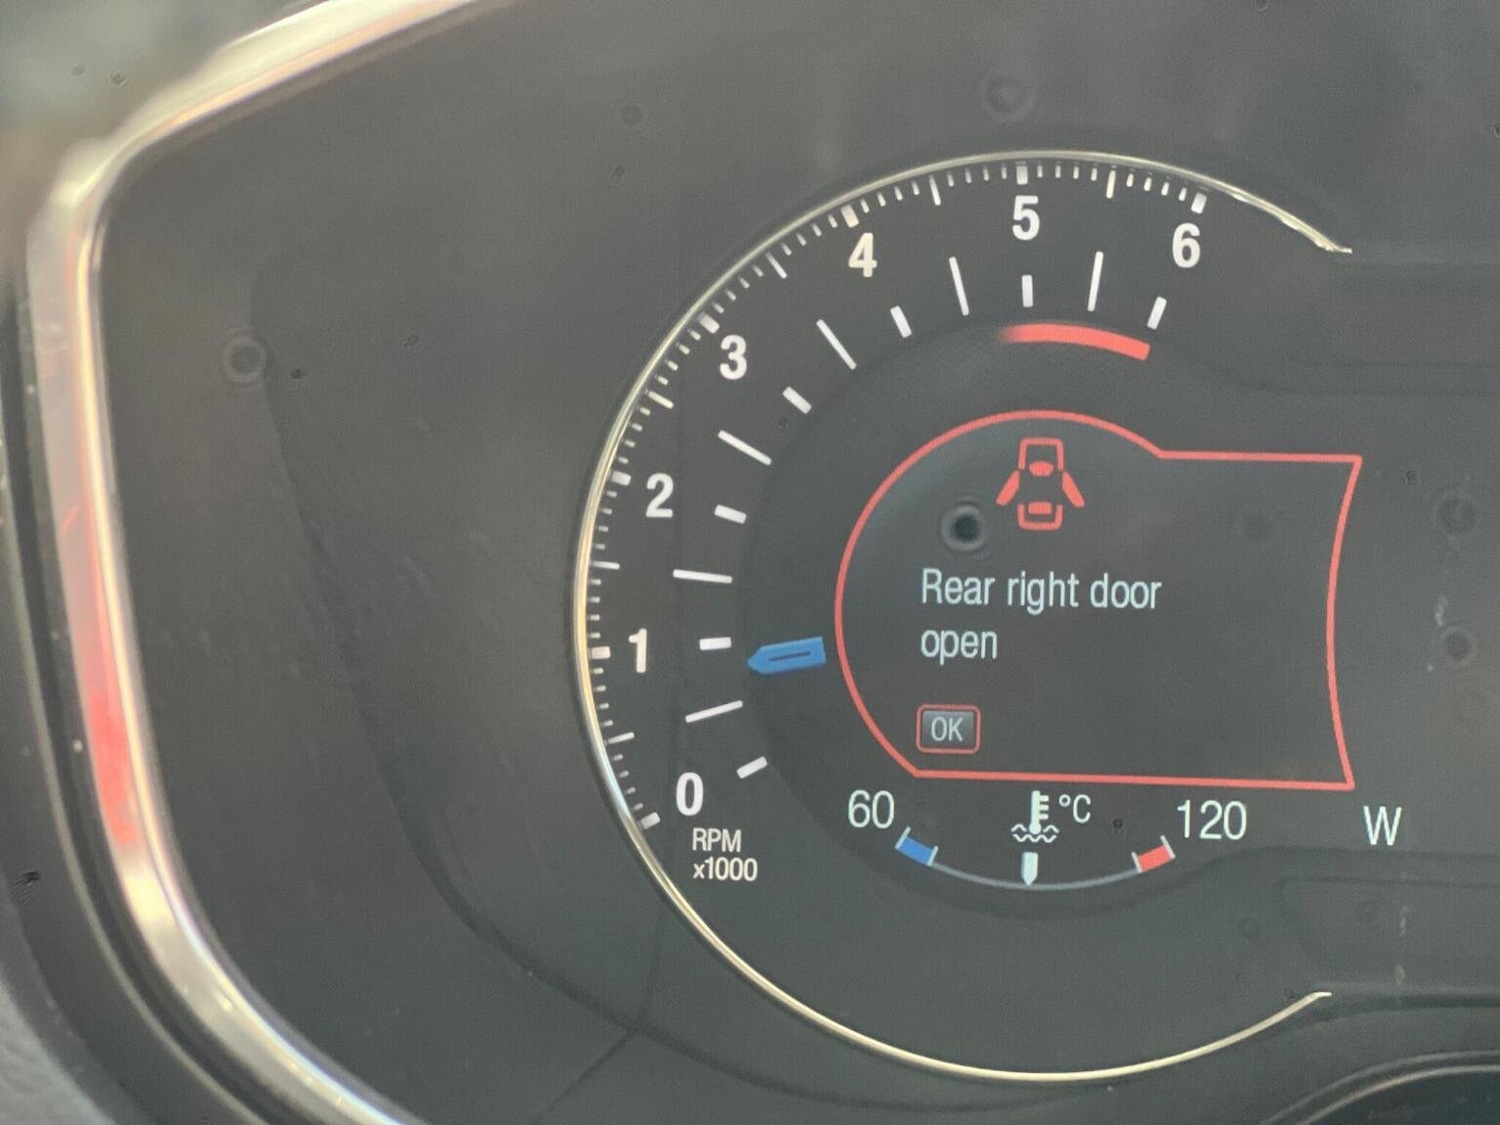 6
5
4
3
2
1
0
RPM
x1000
Rear right door
open
OK
60
°C
120
W